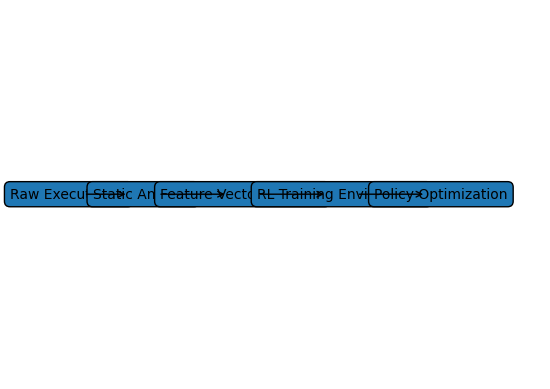 Raw Execu
Static An
Feature Vecto
RL Training Envi
Policy Optimization